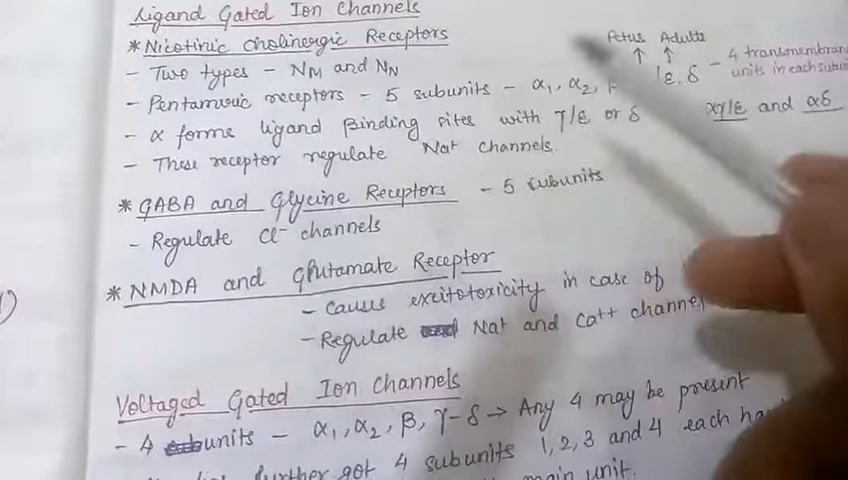 Ligand Gated Ion Channels
* Nicotinic Cholinergic Receptors
Fetus Adults
↑ ↑
- Two types - NM and NN
- 4 transmembran
units in each
- Pentameric receptors - 5 subunits - α1, α2, /ε, δ
- α forms ligand Binding sites with γ/ε or δ
αγ/ε and αδ
- These receptor regulate Na+ channels.
* GABA and Glycine Receptors - 5 subunits
- Regulate Cl- channels
* NMDA and Glutamate Receptor
- Causes excitotoxicity in case of
- Regulate Na+ and Ca++ channel
Voltaged Gated Ion Channels
- 4 units - α1, α2, β, γ-δ → Any 4 may be present
further got 4 subunits 1,2,3 and 4 each
main unit.